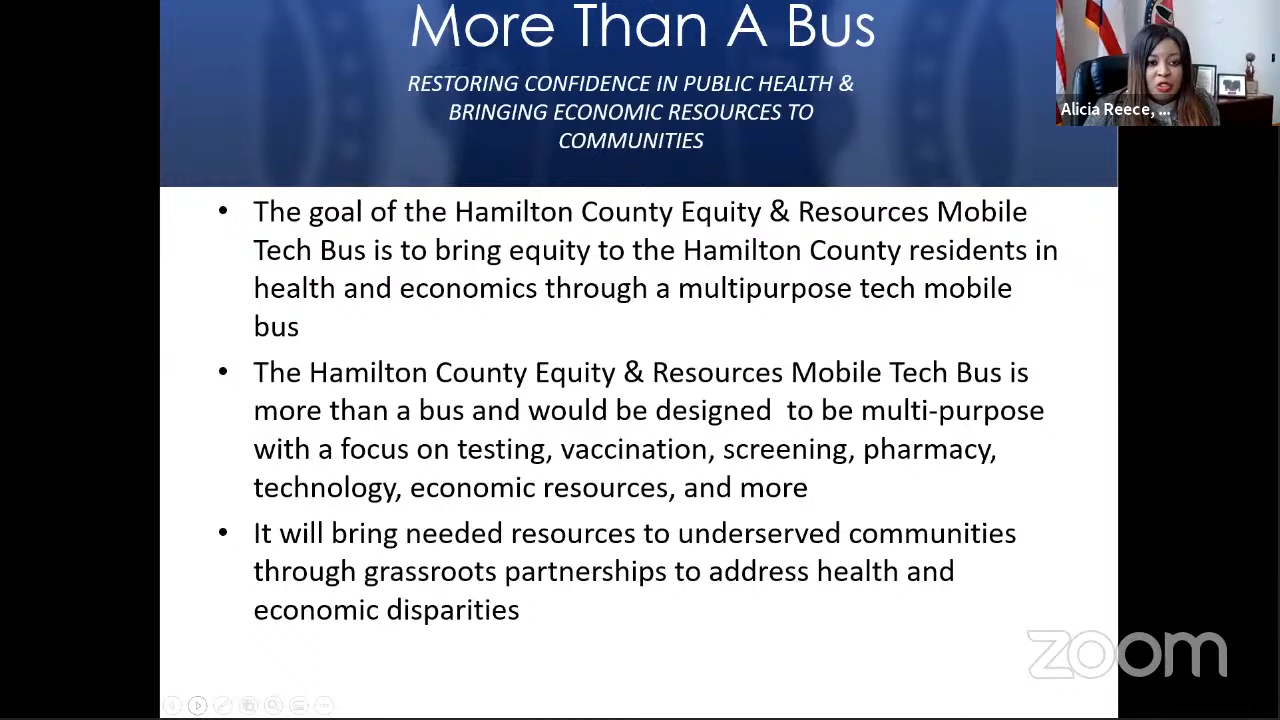 More Than A Bus
RESTORING CONFIDENCE IN PUBLIC HEALTH &
BRINGING ECONOMIC RESOURCES TO
COMMUNITIES
Alicia Reece, ...
• The goal of the Hamilton County Equity & Resources Mobile
Tech Bus is to bring equity to the Hamilton County residents in
health and economics through a multipurpose tech mobile
bus
• The Hamilton County Equity & Resources Mobile Tech Bus is
more than a bus and would be designed  to be multi-purpose
with a focus on testing, vaccination, screening, pharmacy,
technology, economic resources, and more
• It will bring needed resources to underserved communities
through grassroots partnerships to address health and
economic disparities
zoom